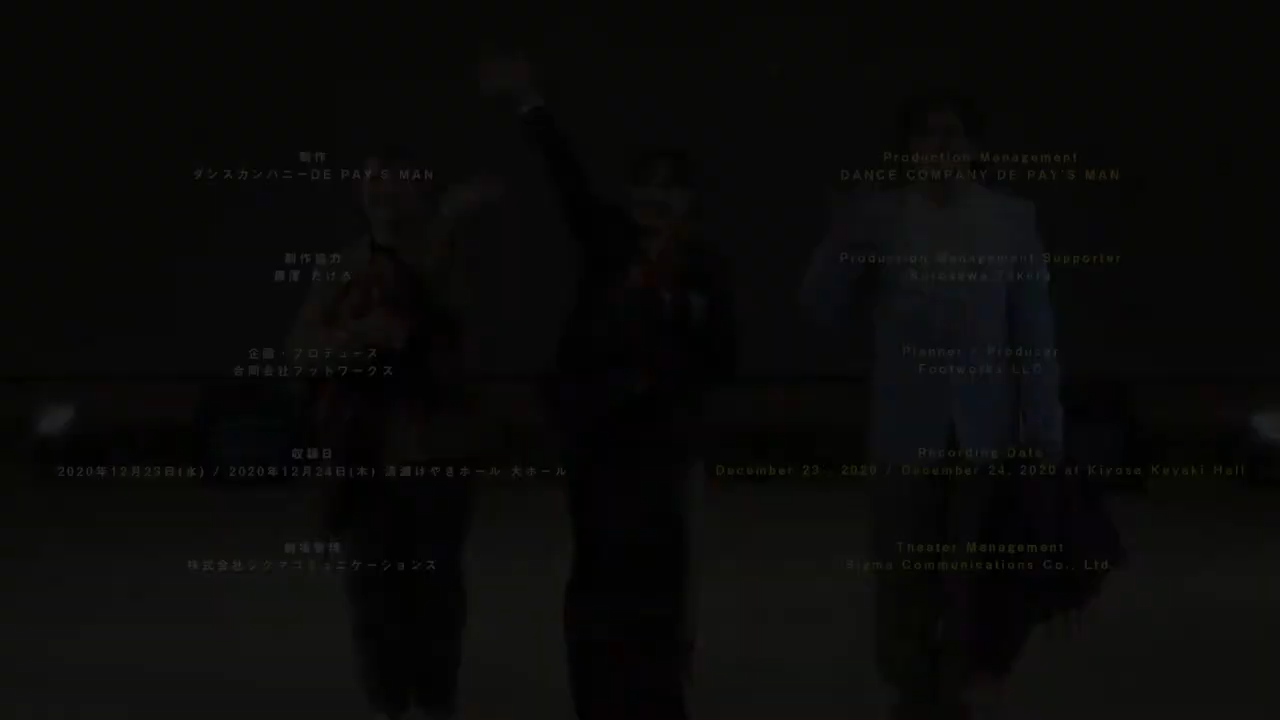 制作
ダンスカンパニーDE PAY'S MAN
制作協力
藤澤 たける
企画・プロデュース
合同会社フットワークス
収録日
2020年12月23日(水) / 2020年12月24日(木) 清瀬けやきホール 大ホール
劇場管理
株式会社シグマコミュニケーションズ
Production Management
DANCE COMPANY DE PAY'S MAN
Production Management Supporter
Takeru
Planner / Producer
Footworks LLC
Recording Date
December 23 , 2020 / December 24, 2020 at Kiyose Keyaki Hall
Theater Management
Sigma Communications Co., Ltd.